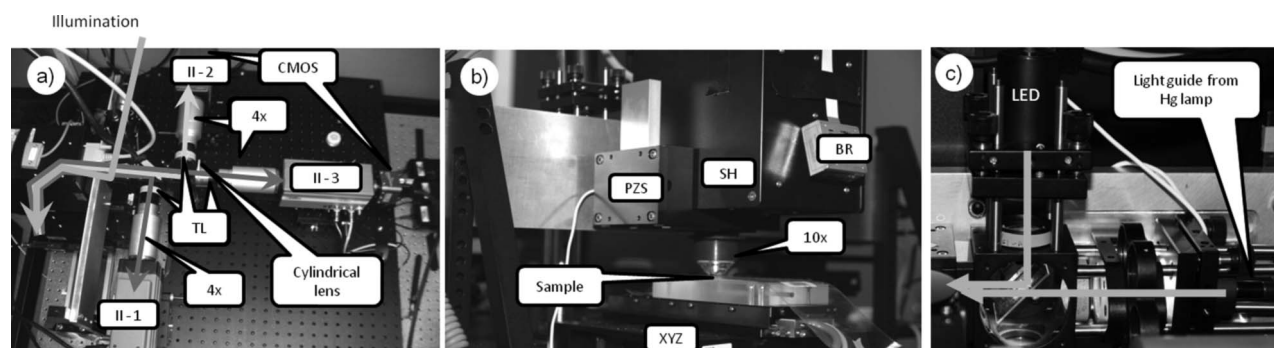 Illumination
a)
II-2
CMOS
4x
II-3
TL
Cylindrical
lens
4x
II-1
b)
PZS
SH
BR
10x
Sample
XYZ
c)
LED
Light guide from
Hg lamp